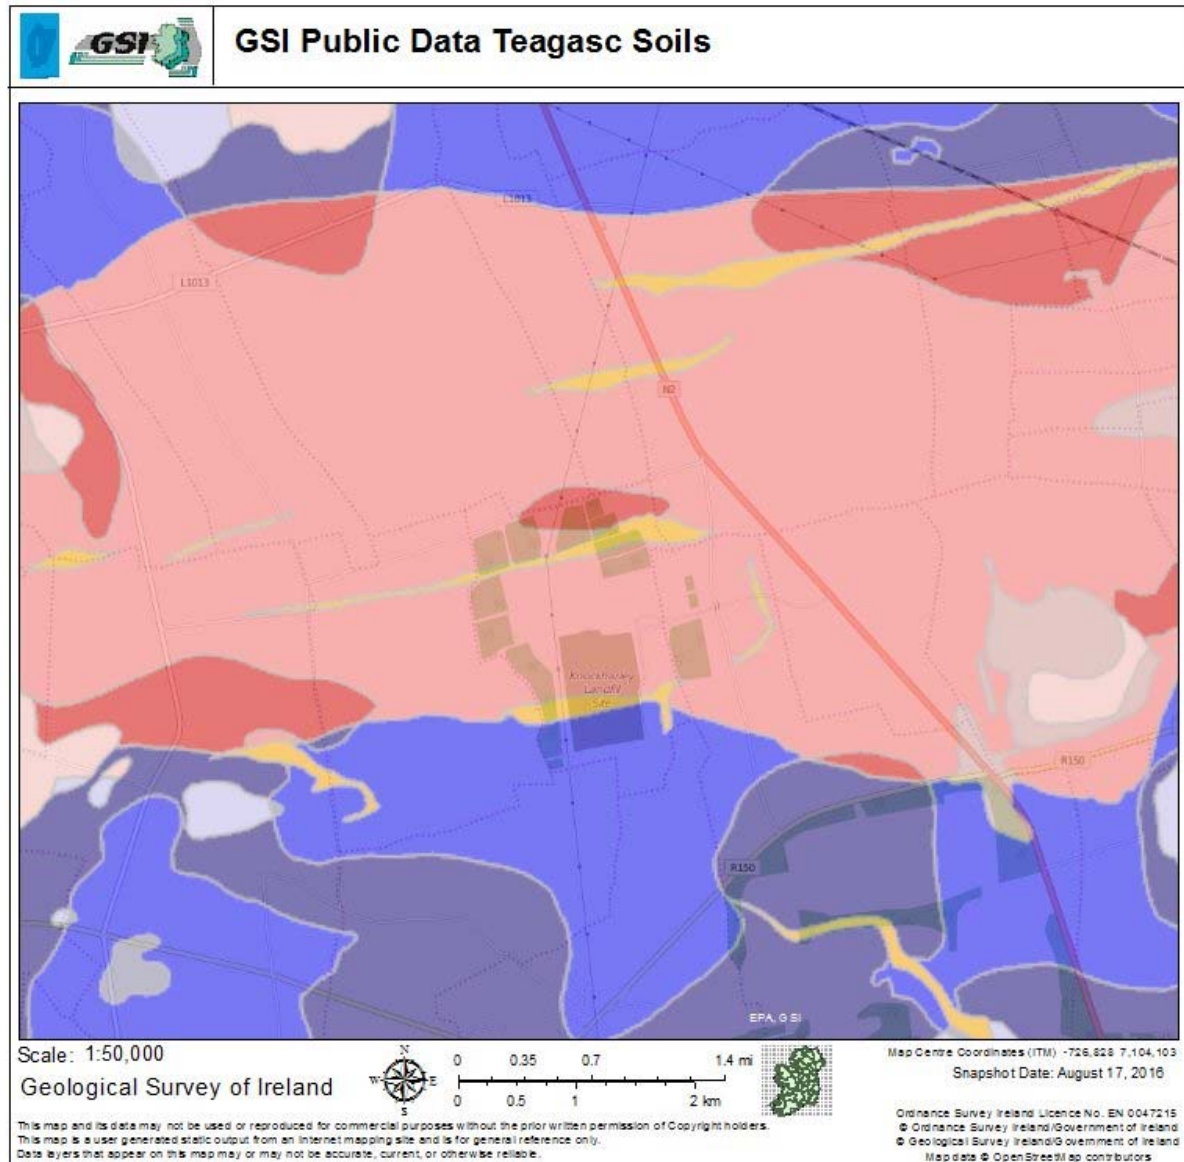 GSI
GSI Public Data Teagasc Soils
L1013
L1013
N2
Knockharley
Landfill
Site
R150
R150
EPA, GSI
Scale: 1:50,000
Geological Survey of Ireland
N
W E
S
0 0.35 0.7 1.4 mi
0 0.5 1 2 km
Map Centre Coordinates (ITM) -726,828 7,104,103
Snapshot Date: August 17, 2016
This map and its data may not be used or reproduced for commercial purposes without the prior written permission of Copyright holders.
This map is a user generated static output from an Internet mapping site and is for general reference only.
Data layers that appear on this map may or may not be accurate, current, or otherwise reliable.
Ordnance Survey Ireland Licence No. EN 0047215
© Ordnance Survey Ireland/Government of Ireland
© Geological Survey Ireland/Government of Ireland
Map data © OpenStreetMap contributors